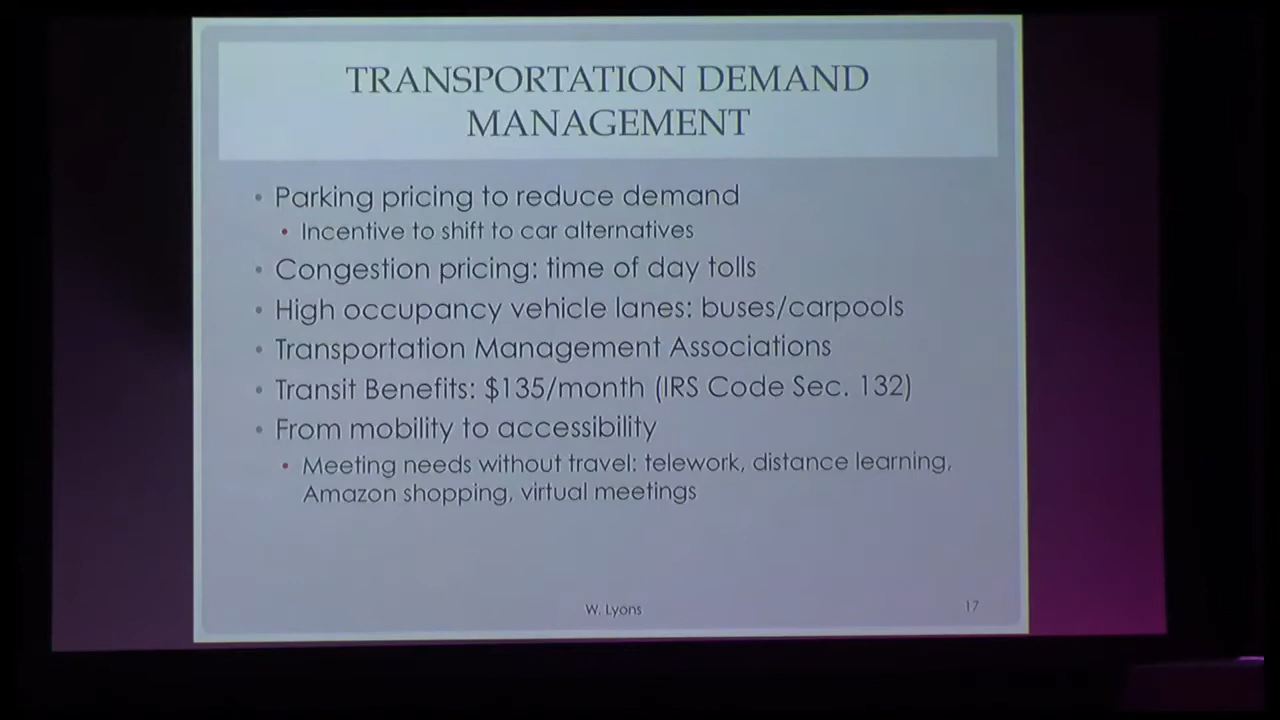 TRANSPORTATION DEMAND
MANAGEMENT
• Parking pricing to reduce demand
• Incentive to shift to car alternatives
• Congestion pricing: time of day tolls
• High occupancy vehicle lanes: buses/carpools
• Transportation Management Associations
• Transit Benefits: $135/month (IRS Code Sec. 132)
• From mobility to accessibility
• Meeting needs without travel: telework, distance learning,
Amazon shopping, virtual meetings
W. Lyons
17